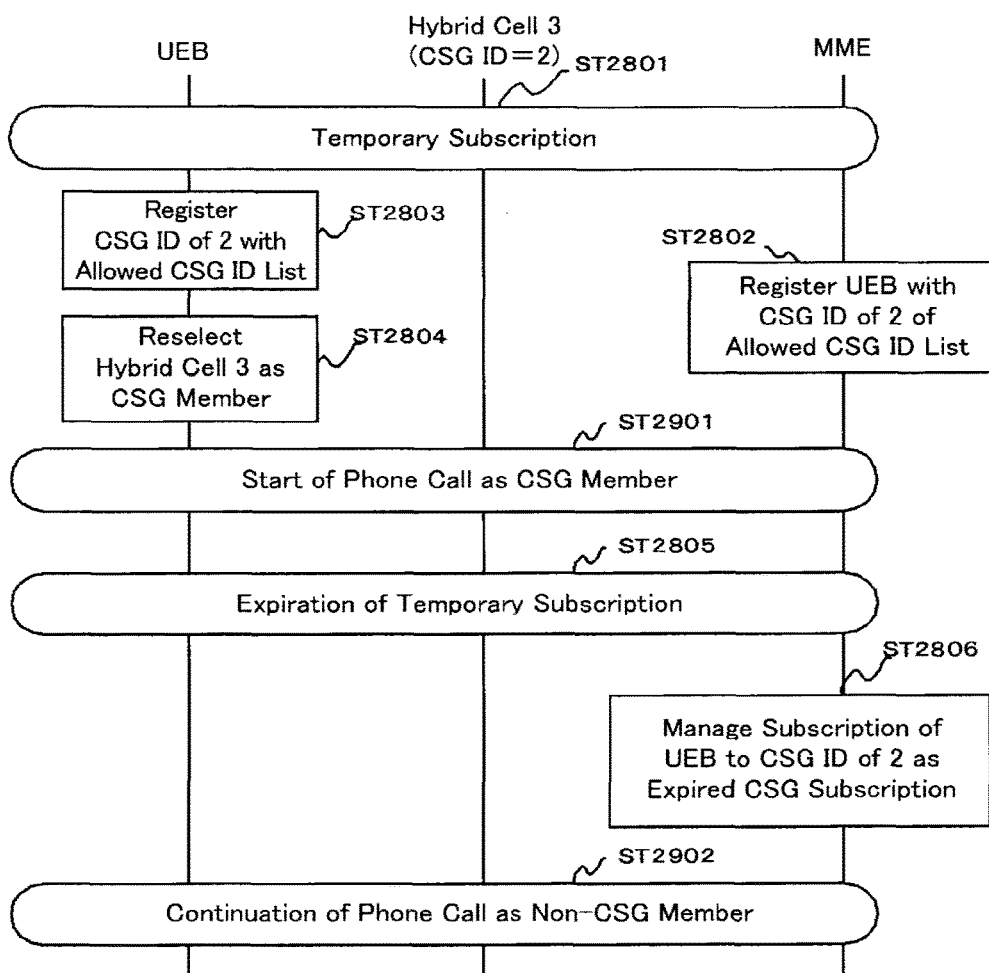 UEB
Hybrid Cell 3
(CSG ID=2)
MME
ST2801
Temporary Subscription
Register
CSG ID of 2 with
Allowed CSG ID List
ST2803
ST2802
Register UEB with
CSG ID of 2 of
Allowed CSG ID List
Reselect
Hybrid Cell 3 as
CSG Member
ST2804
ST2901
Start of Phone Call as CSG Member
ST2805
Expiration of Temporary Subscription
ST2806
Manage Subscription of
UEB to CSG ID of 2 as
Expired CSG Subscription
ST2902
Continuation of Phone Call as Non-CSG Member